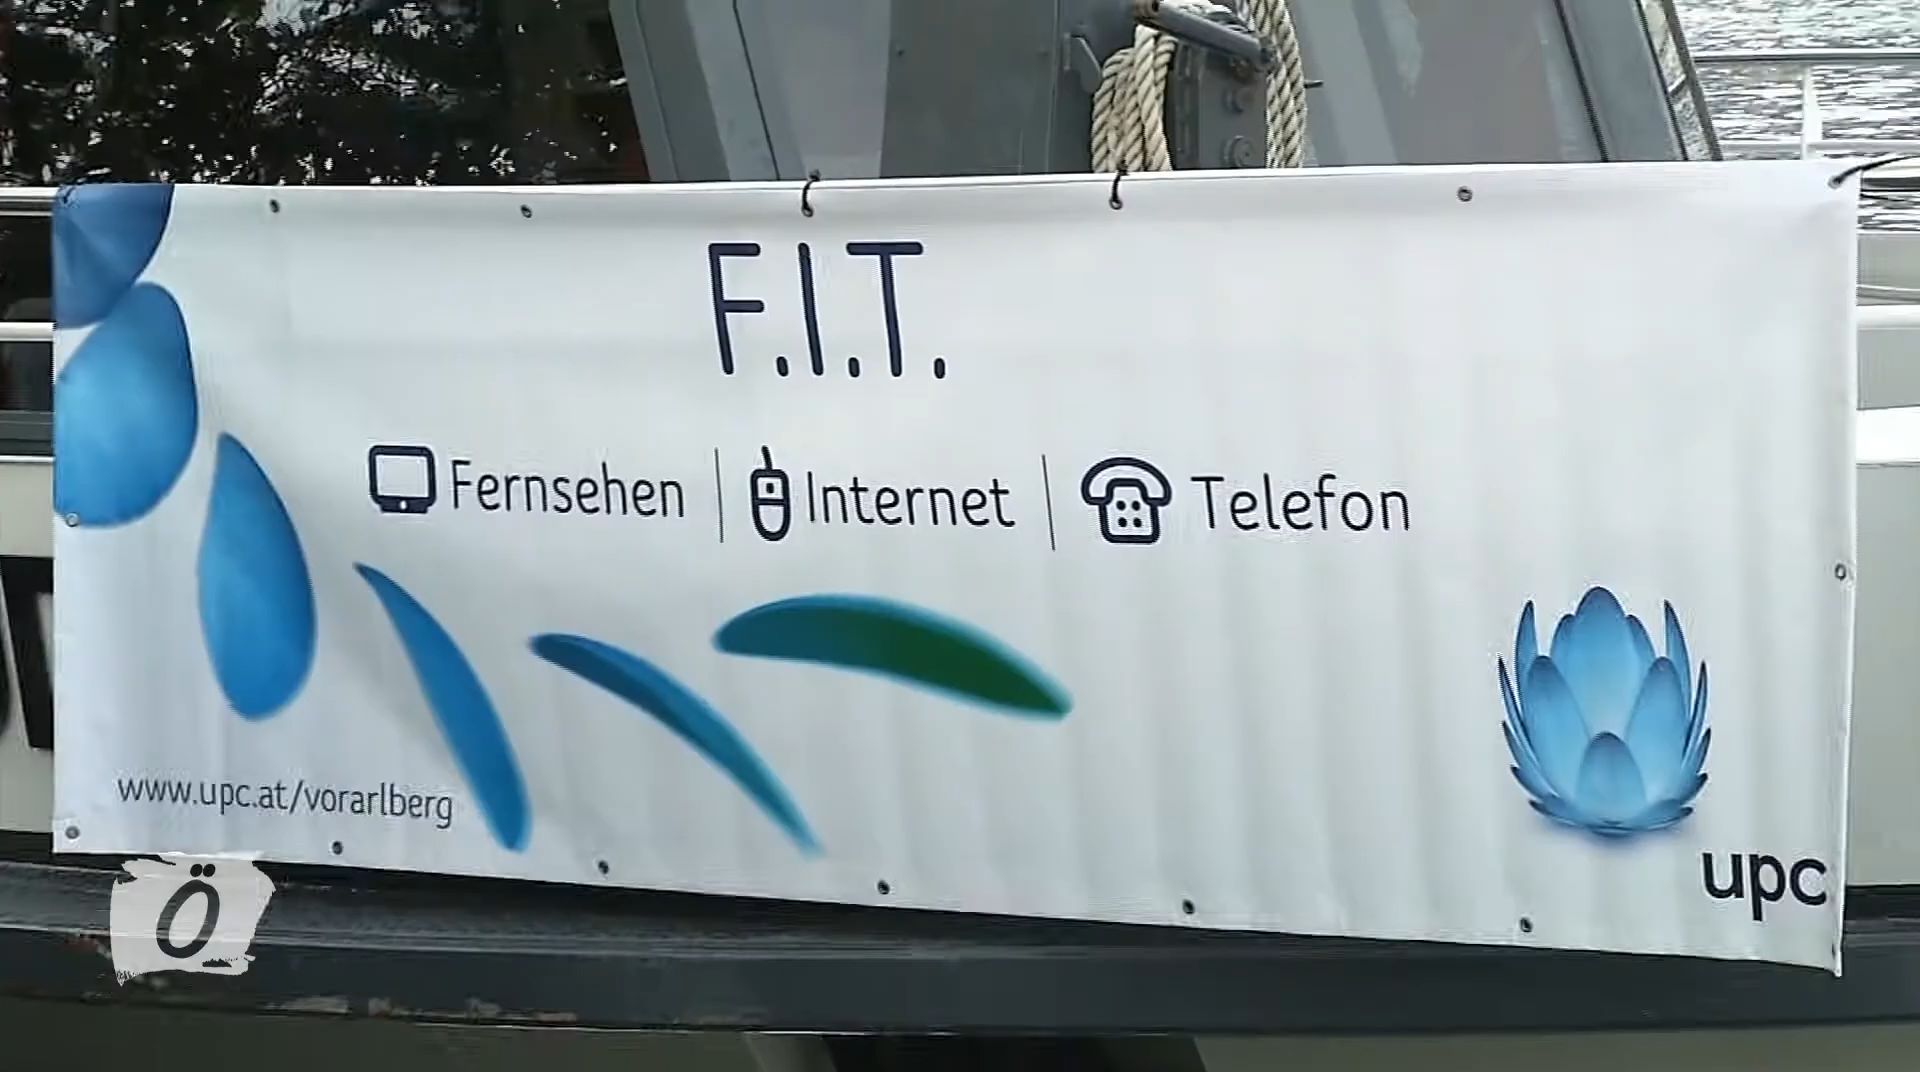 F.I.T.
Fernsehen | Internet | Telefon
www.upc.at/vorarlberg
upc
Ö